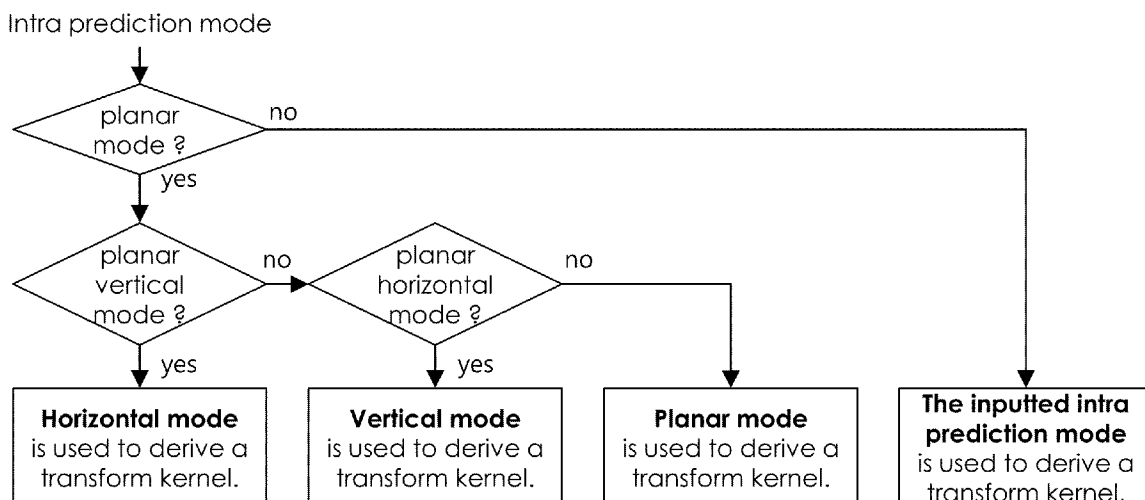 Intra prediction mode
planar
mode ?
no
yes
planar
vertical
mode ?
no
planar
horizontal
mode ?
no
yes
yes
Horizontal mode
is used to derive a
transform kernel.
Vertical mode
is used to derive a
transform kernel.
Planar mode
is used to derive a
transform kernel.
The inputted intra
prediction mode
is used to derive a
transform kernel.